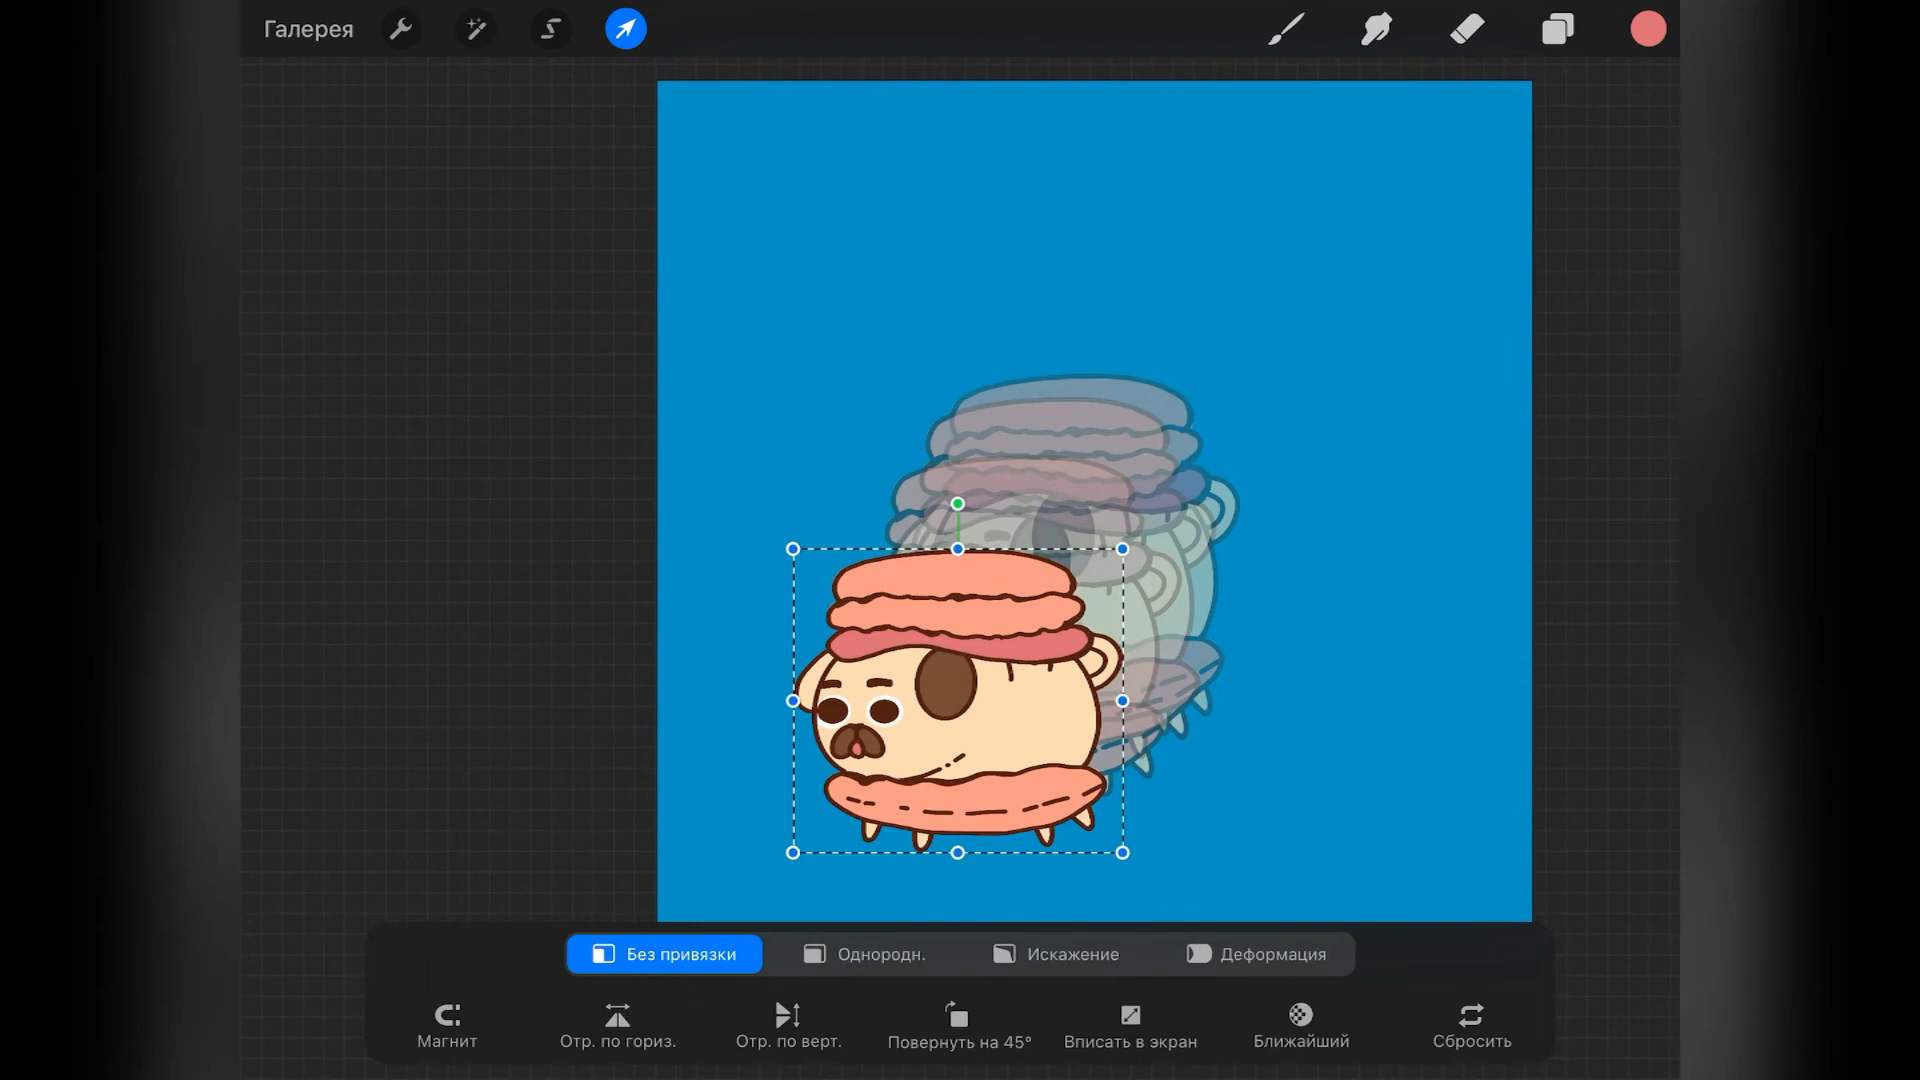 Галерея
Без привязки
Однородн.
Искажение
Деформация
Магнит
Отр. по гориз.
Отр. по верт.
Повернуть на 45°
Вписать в экран
Ближайший
Сбросить